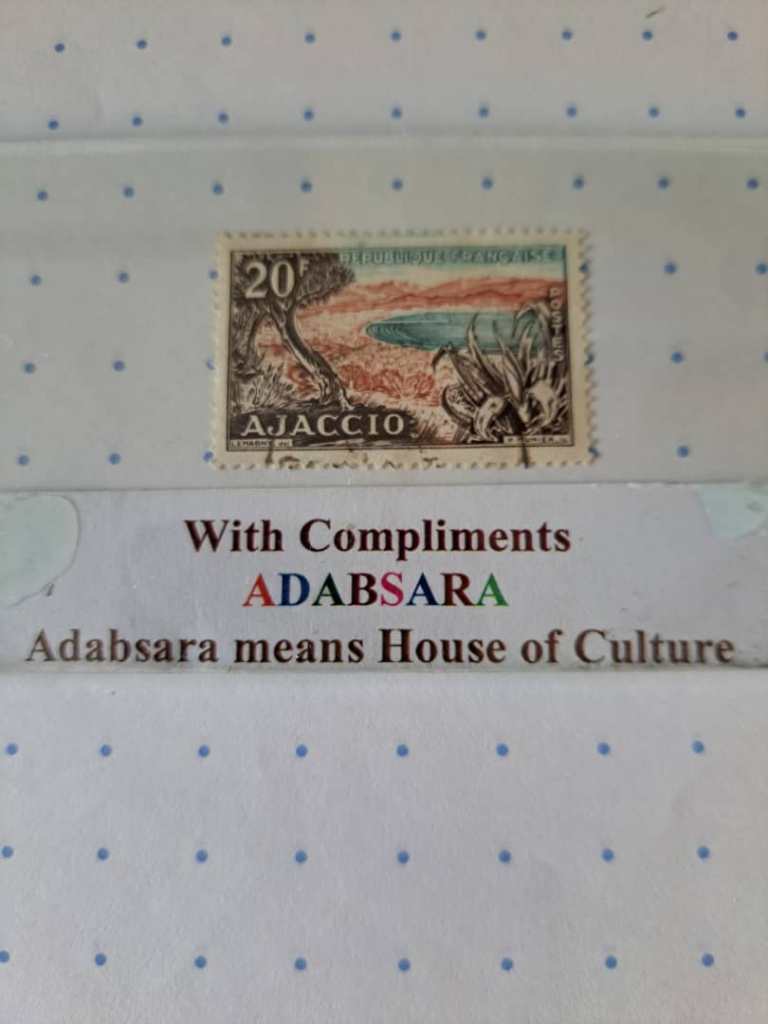 REPUBLIQUE FRANÇAISE
20F
POSTES
AJACCIO
With Compliments
ADABSARA
Adabsara means House of Culture